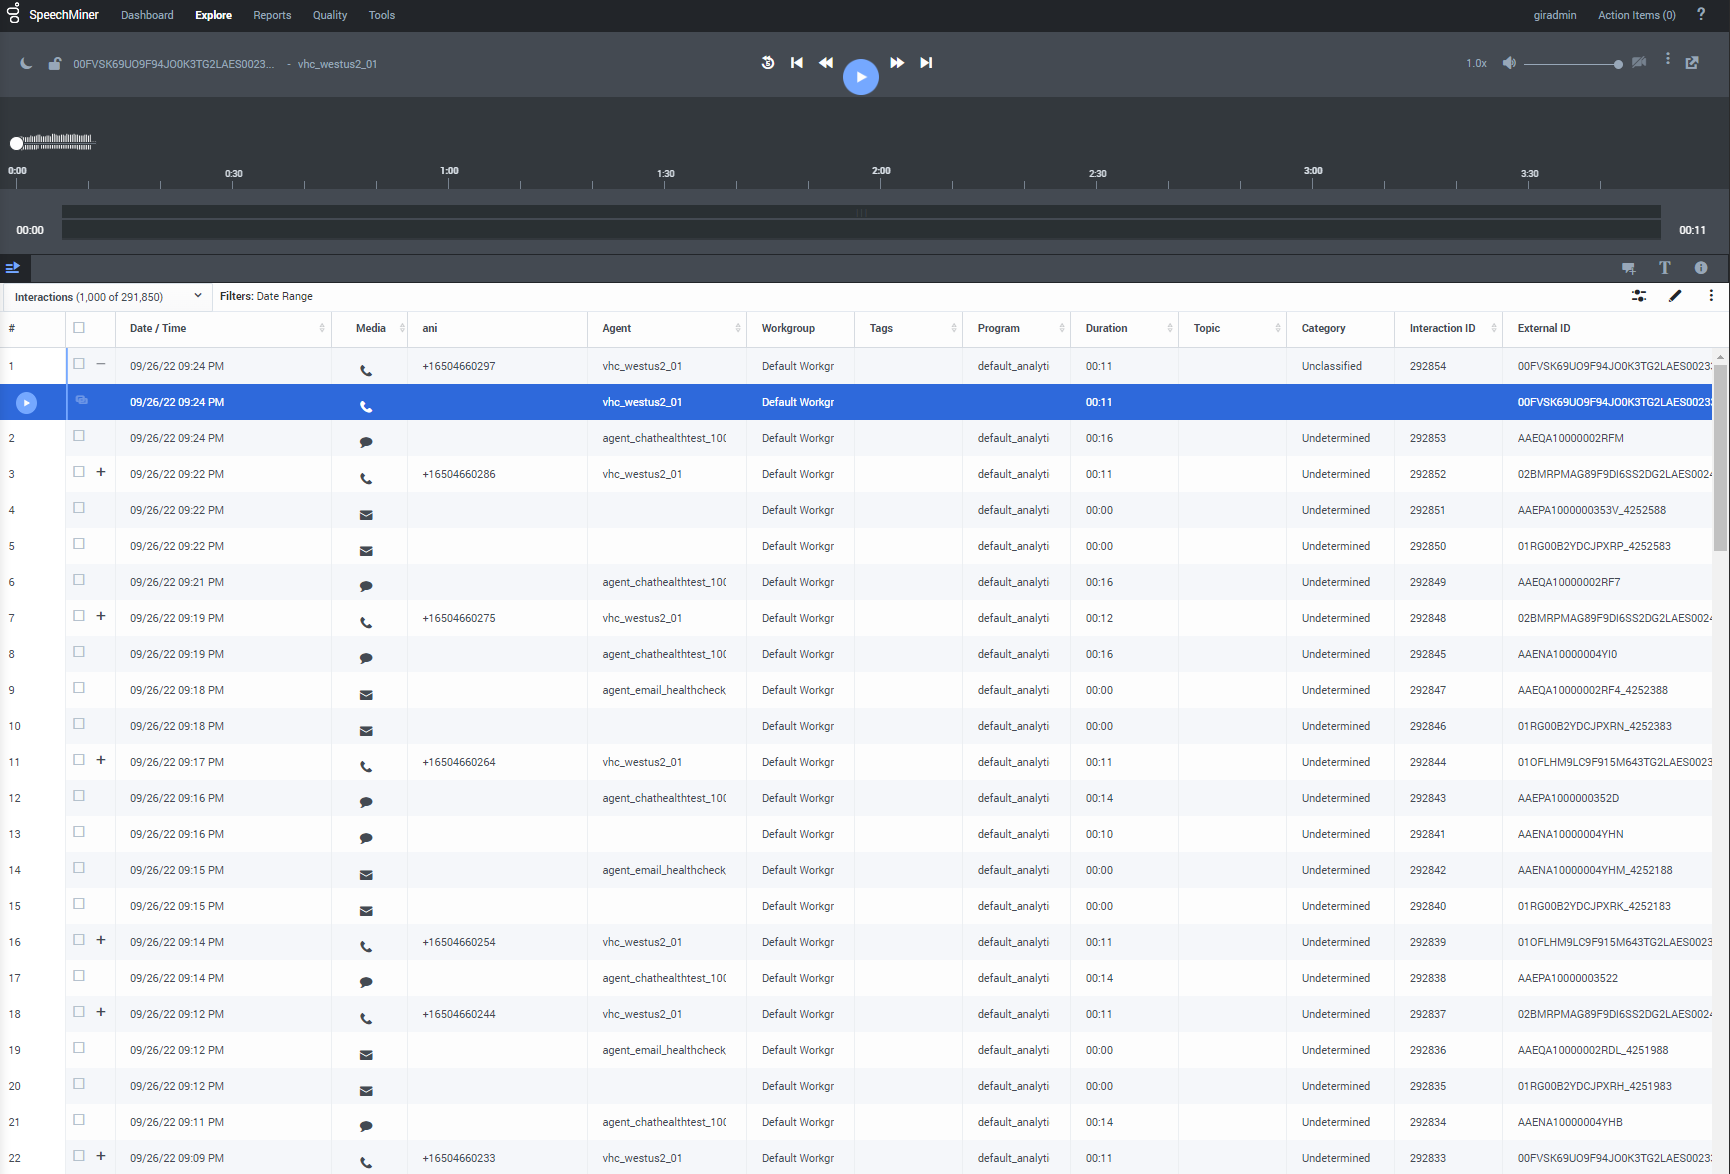 SpeechMiner Dashboard Explore Reports Quality Tools giradmin Action Items (0) ?
00FVSK69UO9F94JO0K3TG2LAES0023... - vhc_westus2_01 1.0x
0:00 0:30 1:00 1:30 2:00 2:30 3:00 3:30
00:00 00:11
Interactions (1,000 of 291,850) Filters: Date Range
# Date / Time Media ani Agent Workgroup Tags Program Duration Topic Category Interaction ID External ID
1 09/26/22 09:24 PM +16504660297 vhc_westus2_01 Default Workgr default_analyti 00:11 Unclassified 292854 00FVSK69UO9F94JO0K3TG2LAES0023
09/26/22 09:24 PM vhc_westus2_01 Default Workgr 00:11 00FVSK69UO9F94JO0K3TG2LAES0023
2 09/26/22 09:24 PM agent_chathealthtest_100 Default Workgr default_analyti 00:16 Undetermined 292853 AAEQA10000002RFM
3 09/26/22 09:22 PM +16504660286 vhc_westus2_01 Default Workgr default_analyti 00:11 Undetermined 292852 02BMRPMAG89F9DI6SS2DG2LAES0024
4 09/26/22 09:22 PM Default Workgr default_analyti 00:00 Undetermined 292851 AAEPA1000000353V_4252588
5 09/26/22 09:22 PM Default Workgr default_analyti 00:00 Undetermined 292850 01RG00B2YDCJPXRP_4252583
6 09/26/22 09:21 PM agent_chathealthtest_100 Default Workgr default_analyti 00:16 Undetermined 292849 AAEQA10000002RF7
7 09/26/22 09:19 PM +16504660275 vhc_westus2_01 Default Workgr default_analyti 00:12 Undetermined 292848 02BMRPMAG89F9DI6SS2DG2LAES0024
8 09/26/22 09:19 PM agent_chathealthtest_100 Default Workgr default_analyti 00:16 Undetermined 292845 AAENA10000004YI0
9 09/26/22 09:18 PM agent_email_healthcheck Default Workgr default_analyti 00:00 Undetermined 292847 AAEQA10000002RF4_4252388
10 09/26/22 09:18 PM Default Workgr default_analyti 00:00 Undetermined 292846 01RG00B2YDCJPXRN_4252383
11 09/26/22 09:17 PM +16504660264 vhc_westus2_01 Default Workgr default_analyti 00:11 Undetermined 292844 01OFLHM9LC9F915M643TG2LAES0023
12 09/26/22 09:16 PM agent_chathealthtest_100 Default Workgr default_analyti 00:14 Undetermined 292843 AAEPA1000000352D
13 09/26/22 09:16 PM Default Workgr default_analyti 00:10 Undetermined 292841 AAENA10000004YHN
14 09/26/22 09:15 PM agent_email_healthcheck Default Workgr default_analyti 00:00 Undetermined 292842 AAENA10000004YHM_4252188
15 09/26/22 09:15 PM Default Workgr default_analyti 00:00 Undetermined 292840 01RG00B2YDCJPXRK_4252183
16 09/26/22 09:14 PM +16504660254 vhc_westus2_01 Default Workgr default_analyti 00:11 Undetermined 292839 01OFLHM9LC9F915M643TG2LAES0023
17 09/26/22 09:14 PM agent_chathealthtest_100 Default Workgr default_analyti 00:14 Undetermined 292838 AAEPA10000003522
18 09/26/22 09:12 PM +16504660244 vhc_westus2_01 Default Workgr default_analyti 00:11 Undetermined 292837 02BMRPMAG89F9DI6SS2DG2LAES0024
19 09/26/22 09:12 PM agent_email_healthcheck Default Workgr default_analyti 00:00 Undetermined 292836 AAEQA10000002RDL_4251988
20 09/26/22 09:12 PM Default Workgr default_analyti 00:00 Undetermined 292835 01RG00B2YDCJPXRH_4251983
21 09/26/22 09:11 PM agent_chathealthtest_100 Default Workgr default_analyti 00:14 Undetermined 292834 AAENA10000004YHB
22 09/26/22 09:09 PM +16504660233 vhc_westus2_01 Default Workgr default_analyti 00:11 Undetermined 292833 00FVSK69UO9F94JO0K3TG2LAES0023